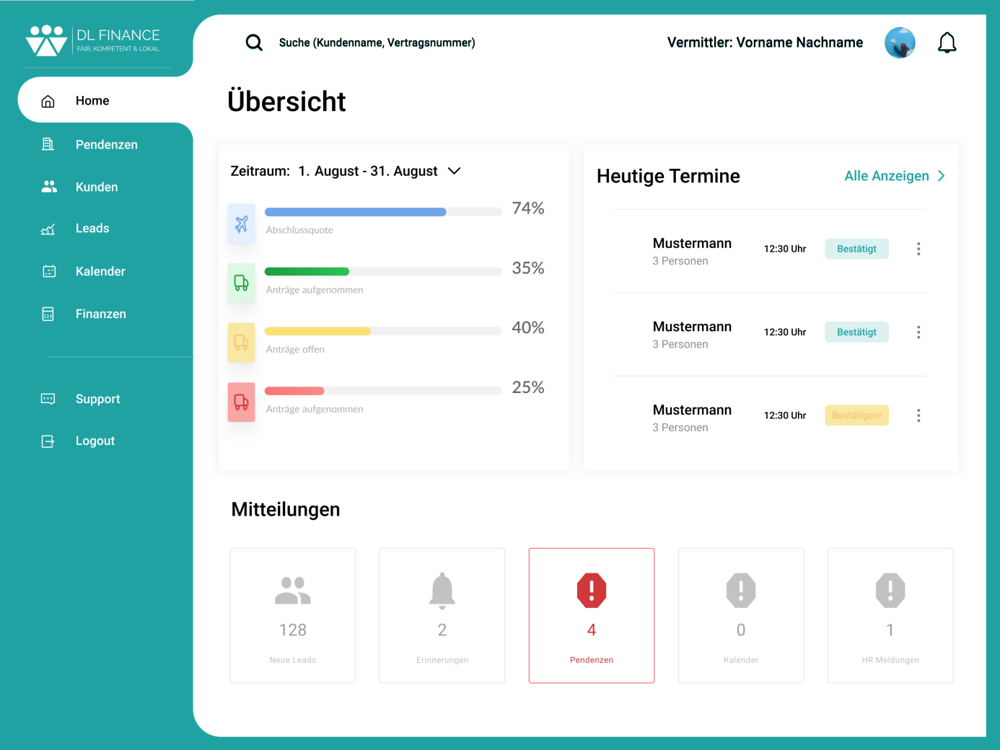 DL FINANCE
FAIR, KOMPETENT & LOKAL
Suche (Kundenname, Vertragsnummer)
Vermittler: Vorname Nachname
Home
Pendenzen
Kunden
Leads
Kalender
Finanzen
Support
Logout
Übersicht
Zeitraum: 1. August - 31. August
74%
Abschlussquote
35%
Anträge aufgenommen
40%
Anträge offen
25%
Anträge aufgenommen
Heutige Termine
Alle Anzeigen
Mustermann 12:30 Uhr Bestätigt
3 Personen
Mustermann 12:30 Uhr Bestätigt
3 Personen
Mustermann 12:30 Uhr Bestätigen!
3 Personen
Mitteilungen
128
Neue Leads
2
Erinnerungen
4
Pendenzen
0
Kalender
1
HR Meldungen